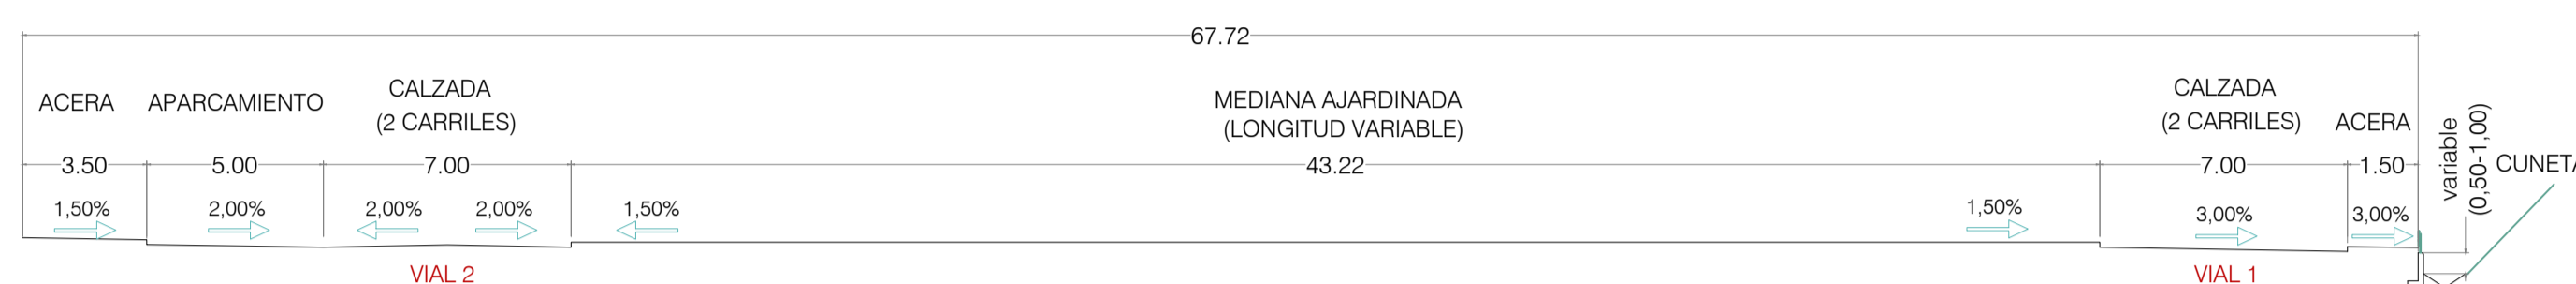 67.72
ACERA
APARCAMIENTO
CALZADA
(2 CARRILES)
MEDIANA AJARDINADA
(LONGITUD VARIABLE)
CALZADA
(2 CARRILES)
ACERA
variable
(0,50-1,00)
CUNETA
3.50
5.00
7.00
43.22
7.00
1.50
1,50%
2,00%
2,00%
2,00%
1,50%
1,50%
3,00%
3,00%
VIAL 2
VIAL 1